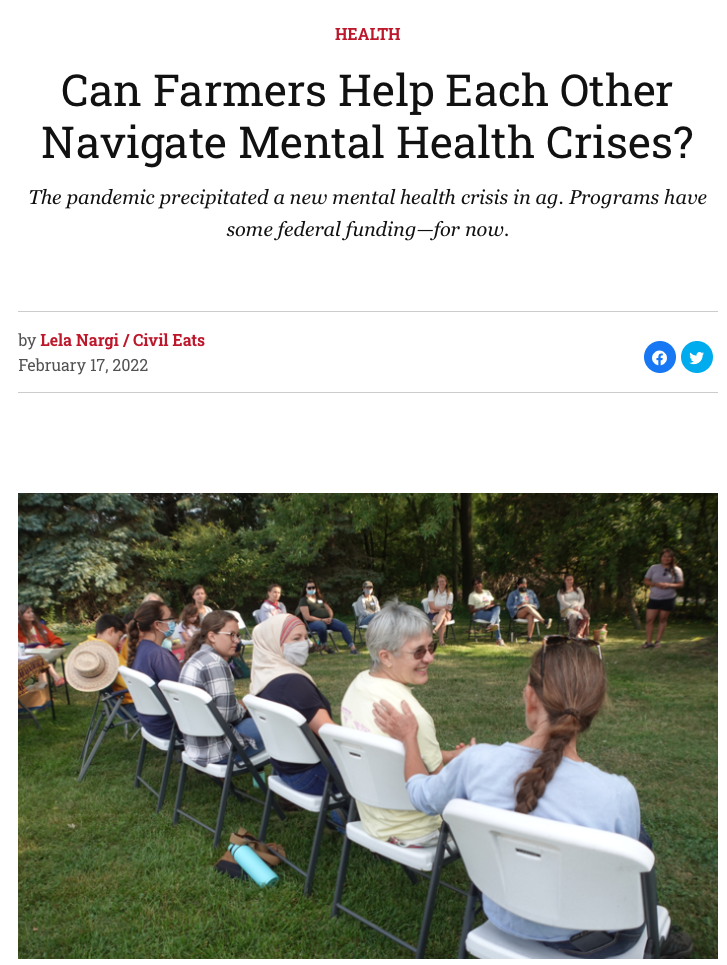 HEALTH
Can Farmers Help Each Other
Navigate Mental Health Crises?
The pandemic precipitated a new mental health crisis in ag. Programs have
some federal funding—for now.
by Lela Nargi / Civil Eats
February 17, 2022